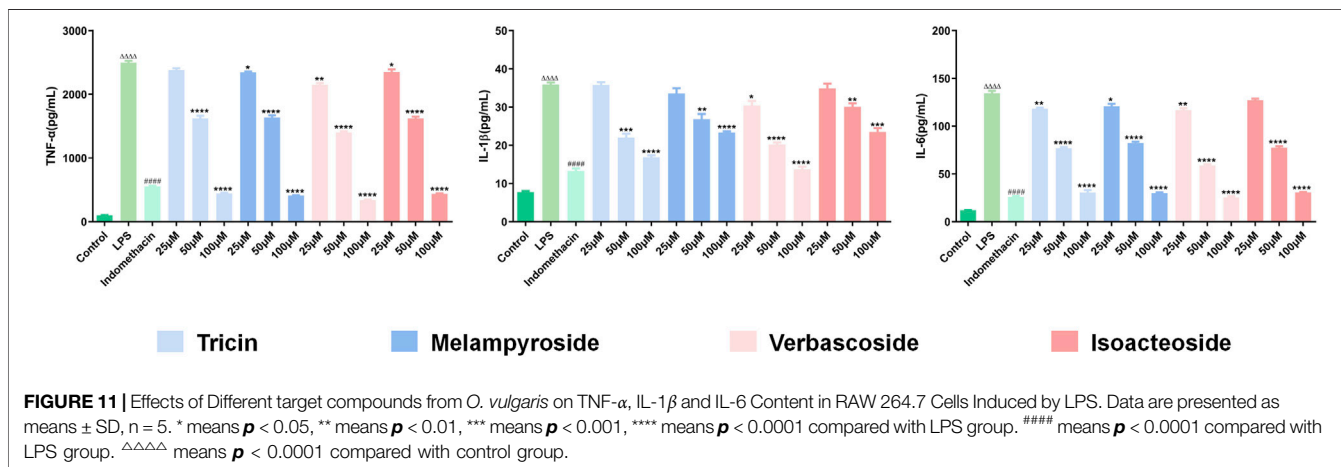 3000
2000
1000
0
TNF-α(pg/mL)
ΔΔΔΔ
####
****
****
*
****
****
**
****
****
*
****
****
Control
LPS
Indomethacin
25μM
50μM
100μM
25μM
50μM
100μM
25μM
50μM
100μM
25μM
50μM
100μM
50
40
30
20
10
0
IL-1β(pg/mL)
ΔΔΔΔ
####
***
****
**
****
*
****
****
**
***
Control
LPS
Indomethacin
25μM
50μM
100μM
25μM
50μM
100μM
25μM
50μM
100μM
25μM
50μM
100μM
200
150
100
50
0
IL-6(pg/mL)
ΔΔΔΔ
####
**
****
****
*
****
****
**
****
****
****
****
Control
LPS
Indomethacin
25μM
50μM
100μM
25μM
50μM
100μM
25μM
50μM
100μM
25μM
50μM
100μM
Tricin Melampyroside Verbascoside Isoacteoside
FIGURE 11 | Effects of Different target compounds from O. vulgaris on TNF-α, IL-1β and IL-6 Content in RAW 264.7 Cells Induced by LPS. Data are presented as
means ± SD, n = 5. * means p < 0.05, ** means p < 0.01, *** means p < 0.001, **** means p < 0.0001 compared with LPS group. #### means p < 0.0001 compared with
LPS group. ΔΔΔΔ means p < 0.0001 compared with control group.